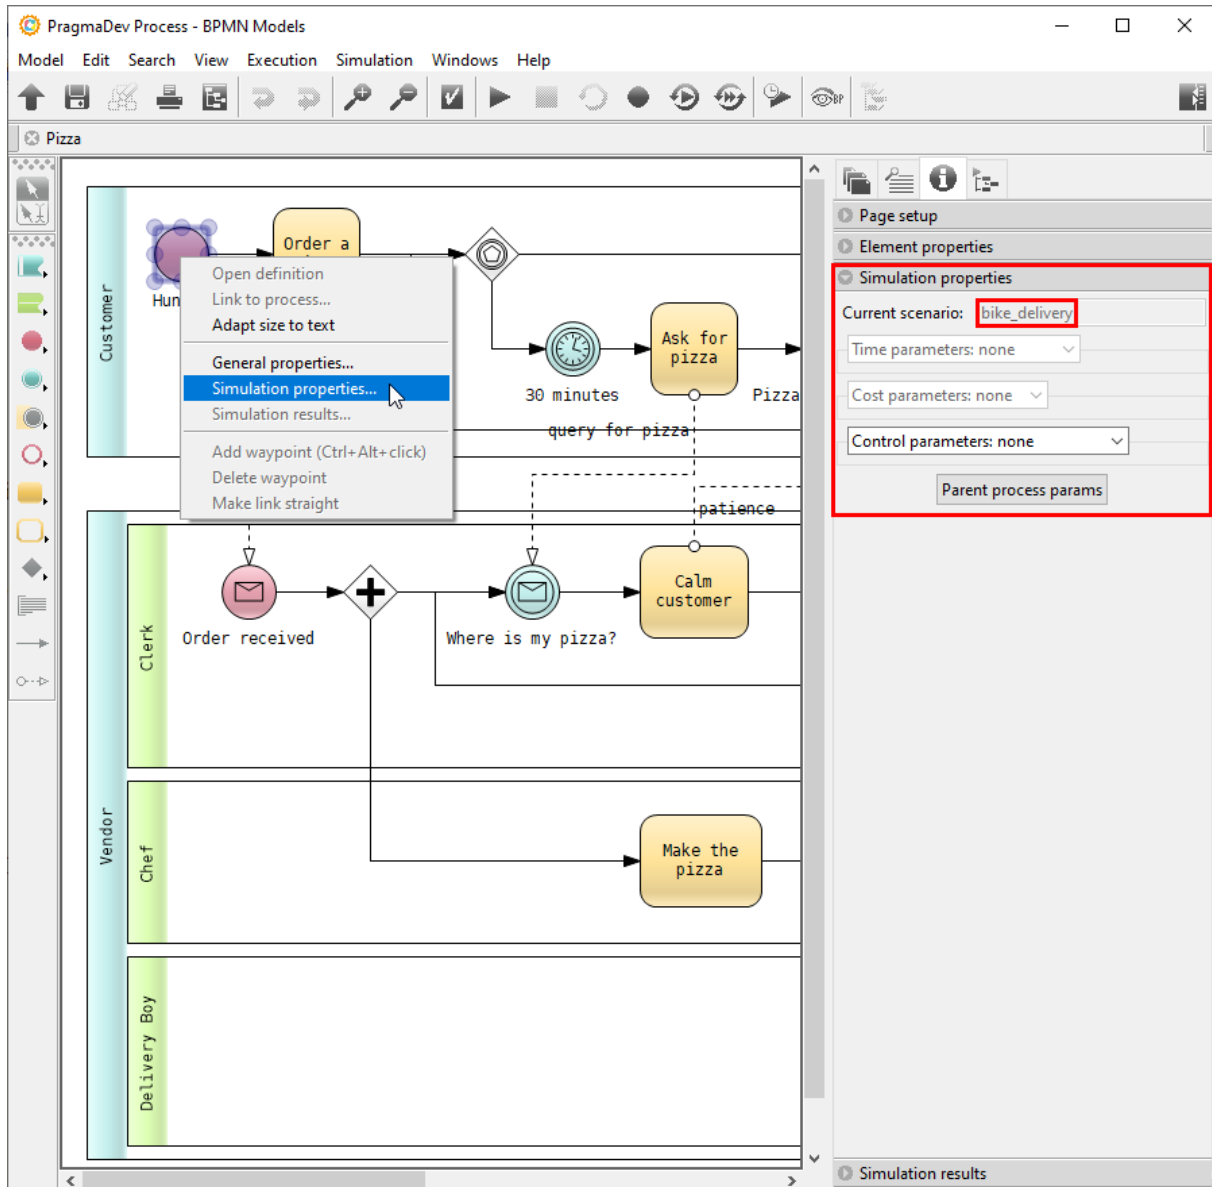 PragmaDev Process - BPMN Models
Model Edit Search View Execution Simulation Windows Help
BP
Pizza
Customer
Order a
Hun
Open definition
Link to process...
Adapt size to text
General properties...
Simulation properties...
Simulation results...
Add waypoint (Ctrl+Alt+click)
Delete waypoint
Make link straight
30 minutes
Ask for
pizza
Pizza
query for pizza
patience
Vendor
Clerk
Order received
Where is my pizza?
Calm
customer
Chef
Make the
pizza
Delivery Boy
Page setup
Element properties
Simulation properties
Current scenario: bike_delivery
Time parameters: none
Cost parameters: none
Control parameters: none
Parent process params
Simulation results